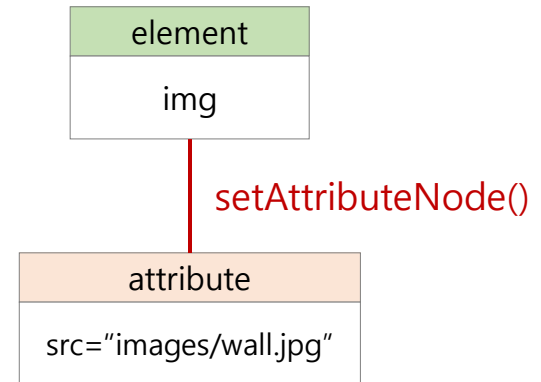 element
img
setAttributeNode()
attribute
src=”images/wall.jpg”